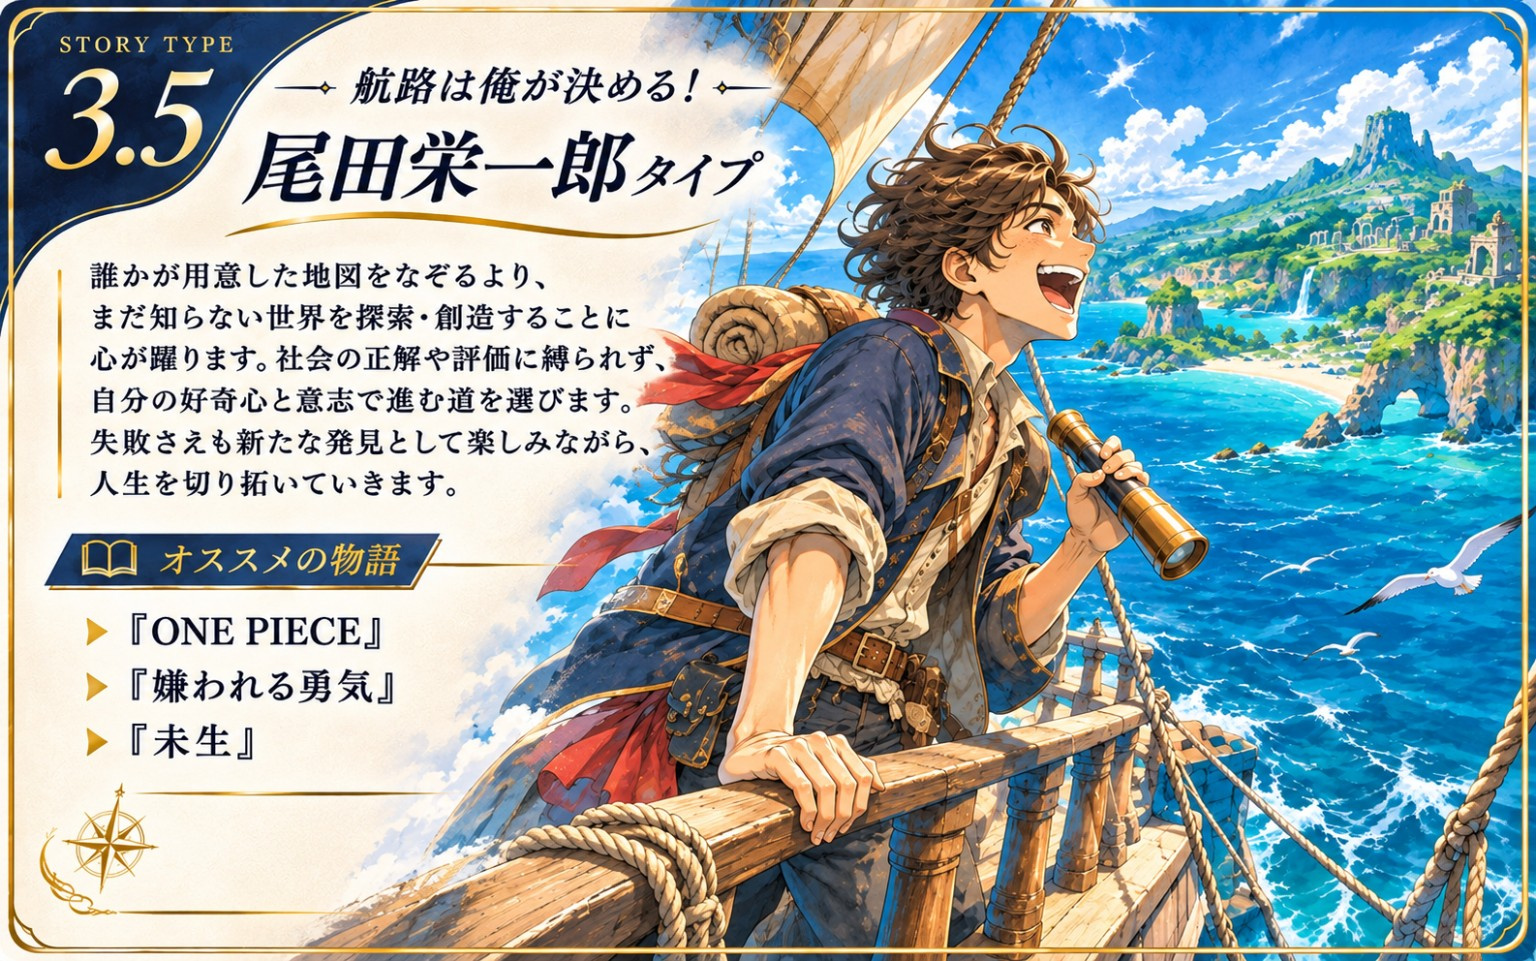 STORY TYPE
3.5
航路は俺が決める!
尾田栄一郎タイプ
誰かが用意した地図をなぞるより、
まだ知らない世界を探索・創造することに
心が躍ります。社会の正解や評価に縛られず、
自分の好奇心と意志で進む道を選びます。
失敗さえも新たな発見として楽しみながら、
人生を切り拓いていきます。
オススメの物語
『ONE PIECE』
『嫌われる勇気』
『未生』